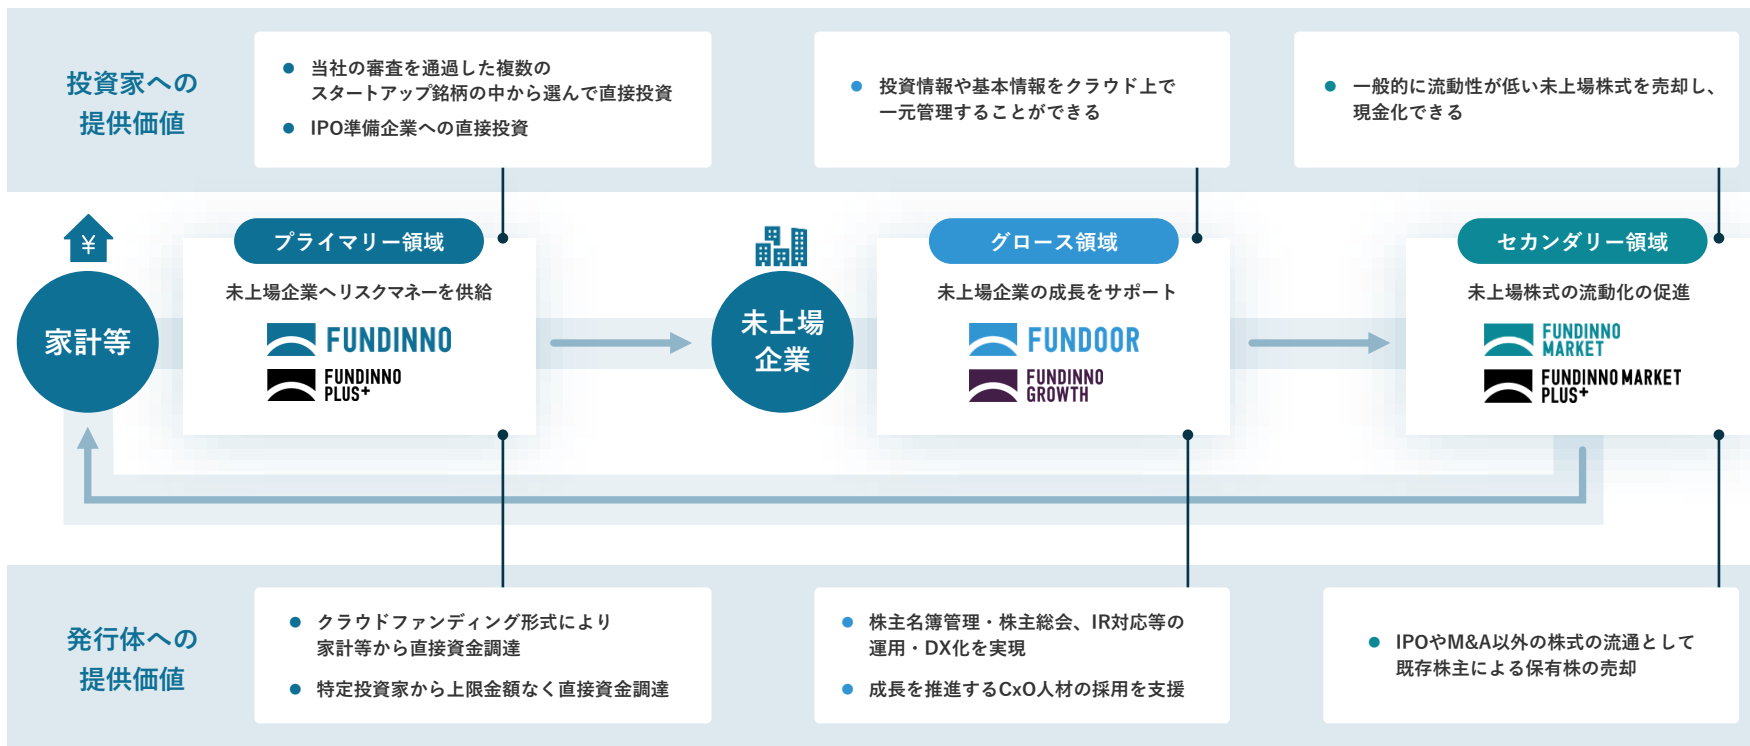 投資家への
提供価値
当社の審査を通過した複数の
スタートアップ銘柄の中から選んで直接投資
IPO準備企業への直接投資
投資情報や基本情報をクラウド上で
一元管理することができる
一般的に流動性が低い未上場株式を売却し、
現金化できる
¥
家計等
プライマリー領域
未上場企業へリスクマネーを供給
FUNDINNO
FUNDINNO
PLUS+
未上場
企業
グロース領域
未上場企業の成長をサポート
FUNDOOR
FUNDINNO
GROWTH
セカンダリー領域
未上場株式の流動化の促進
FUNDINNO
MARKET
FUNDINNO MARKET
PLUS+
発行体への
提供価値
クラウドファンディング形式により
家計等から直接資金調達
特定投資家から上限金額なく直接資金調達
株主名簿管理・株主総会、IR対応等の
運用・DX化を実現
成長を推進するCxO人材の採用を支援
IPOやM&A以外の株式の流通として
既存株主による保有株の売却